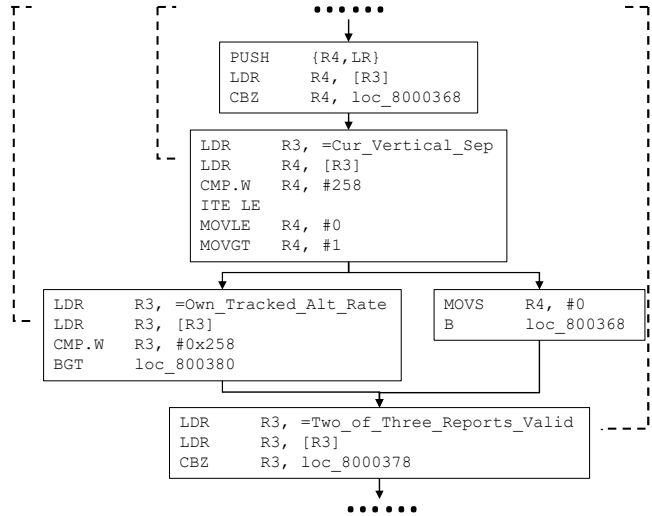 PUSH {R4,LR}
LDR R4, [R3]
CBZ R4, loc_8000368
LDR R3, =Cur_Vertical_Sep
LDR R4, [R3]
CMP.W R4, #258
ITE LE
MOVLE R4, #0
MOVGT R4, #1
LDR R3, =Own_Tracked_Alt_Rate
LDR R3, [R3]
CMP.W R3, #0x258
BGT loc_800380
MOVS R4, #0
B loc_800368
LDR R3, =Two_of_Three_Reports_Valid
LDR R3, [R3]
CBZ R3, loc_8000378